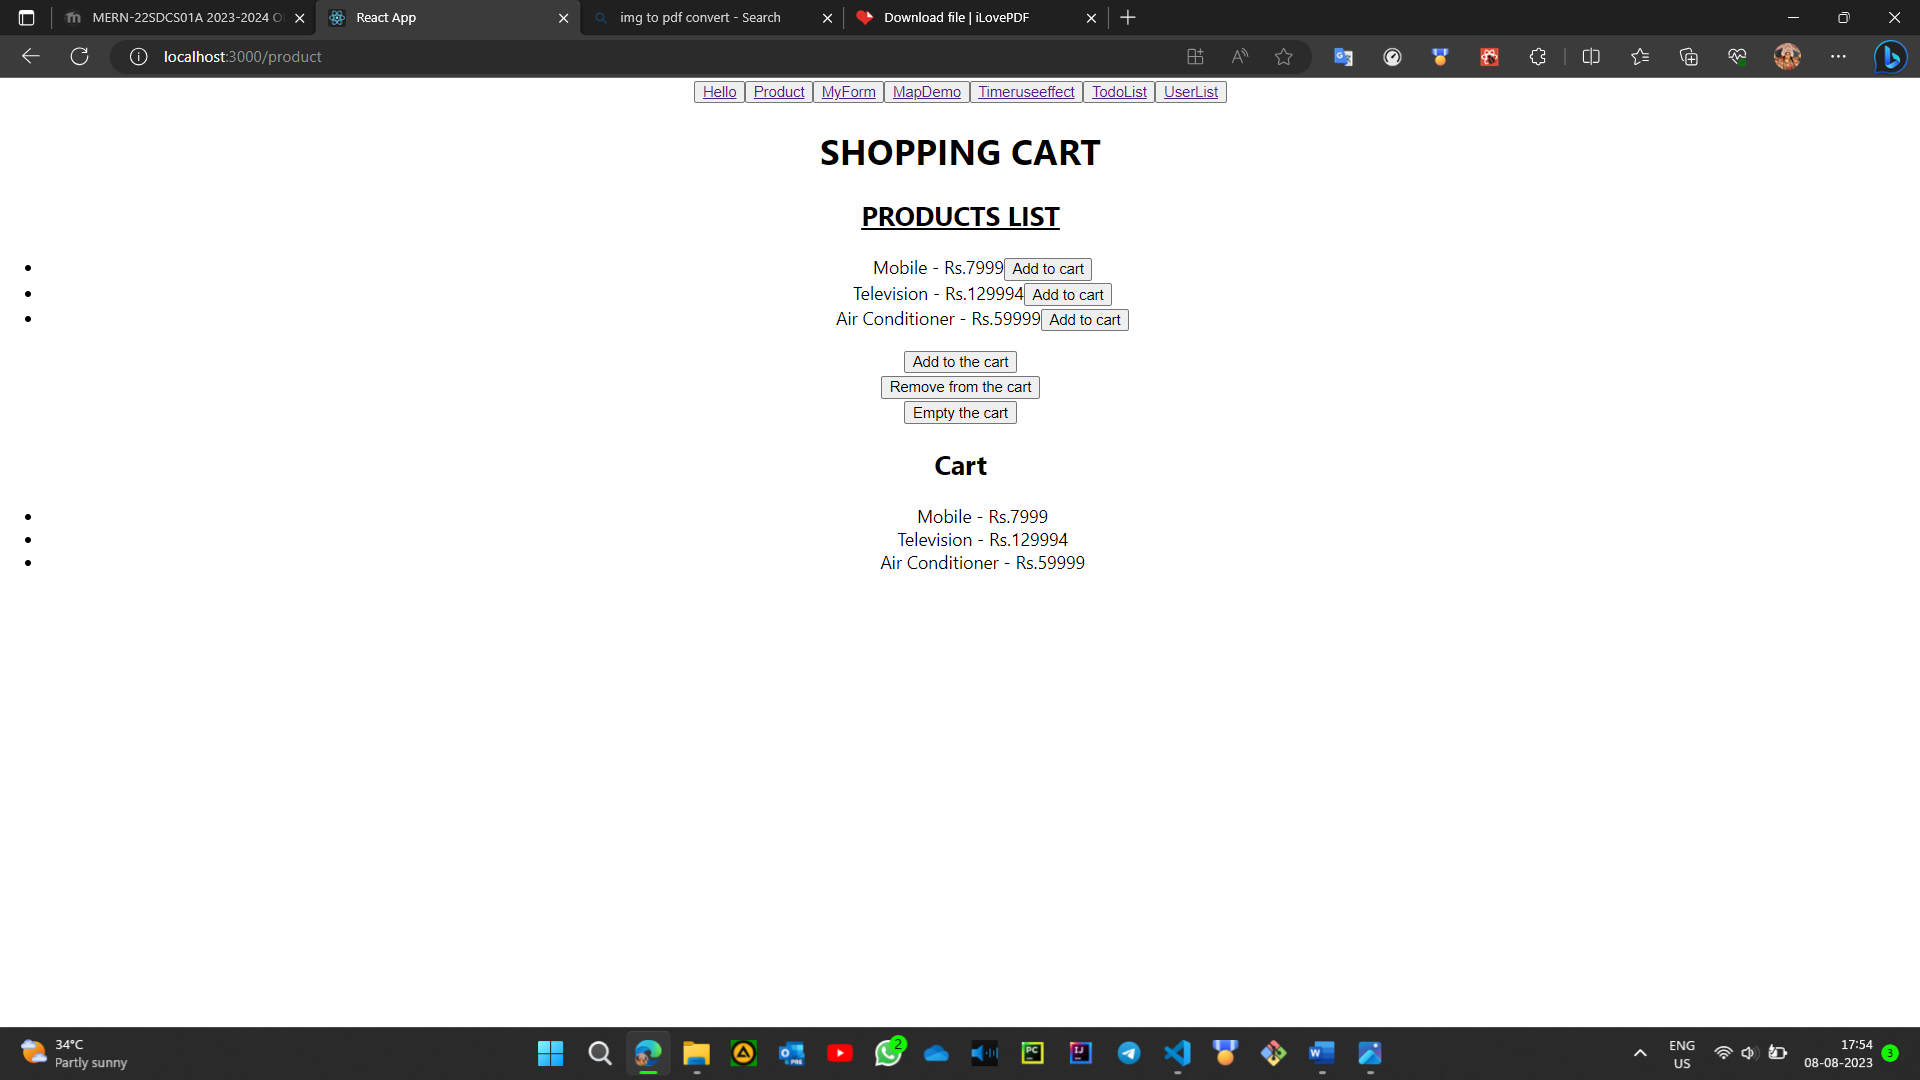 MERN-22SDCS01A 2023-2024 O
React App
img to pdf convert - Search
Download file | iLovePDF
localhost:3000/product
Hello Product MyForm MapDemo Timeruseeffect TodoList UserList
SHOPPING CART
PRODUCTS LIST
Mobile - Rs.7999 Add to cart
Television - Rs.129994 Add to cart
Air Conditioner - Rs.59999 Add to cart
Add to the cart
Remove from the cart
Empty the cart
Cart
Mobile - Rs.7999
Television - Rs.129994
Air Conditioner - Rs.59999
34°C
Partly sunny
2
PC
IJ
ENG
US
17:54
08-08-2023
3